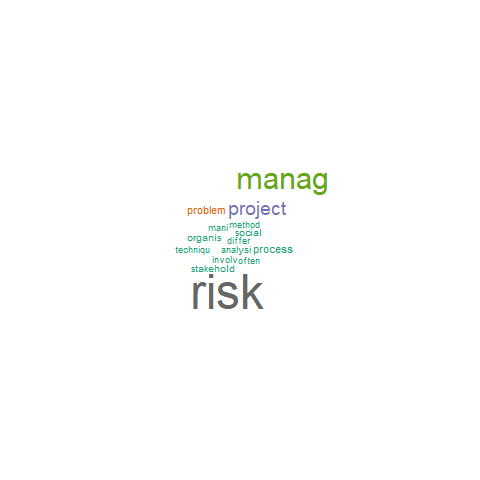 manag
problem project
mani method
organis differ social
techniqu analysi process
involv often
stakehold
risk